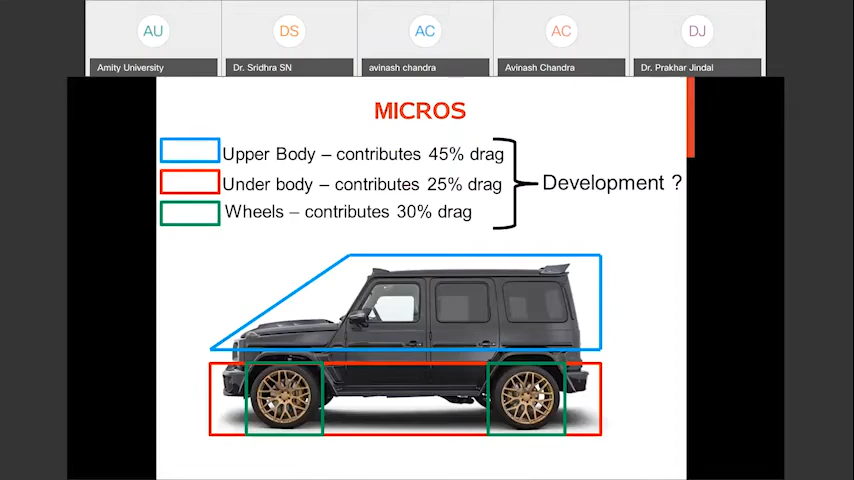 AU
DS
AC
AC
DJ
Amity University
Dr. Sridhra SN
avinash chandra
Avinash Chandra
Dr. Prakhar Jindal
MICROS
Upper Body – contributes 45% drag
Under body – contributes 25% drag
Wheels – contributes 30% drag
Development ?